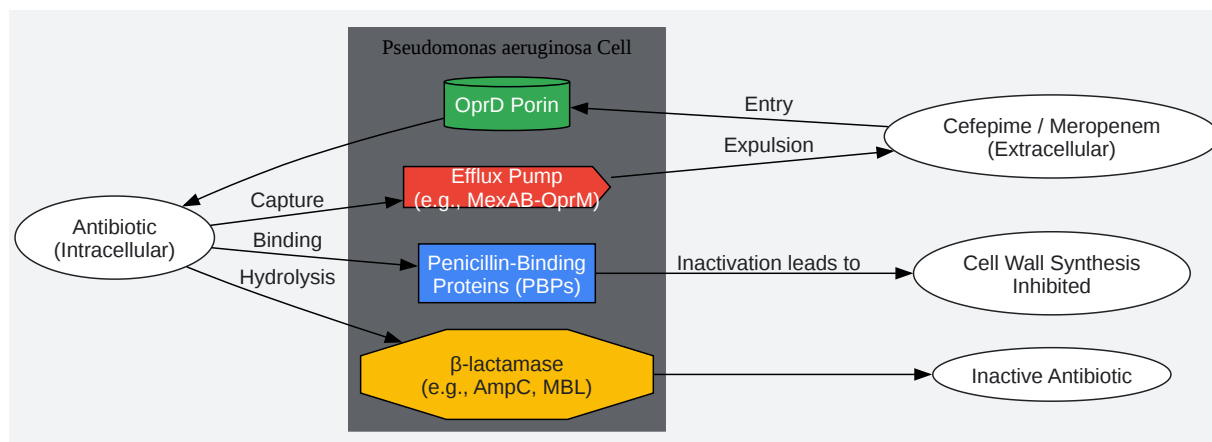 Pseudomonas aeruginosa Cell
OprD Porin
Entry
Cefepime / Meropenem
(Extracellular)
Expulsion
Efflux Pump
(e.g., MexAB-OprM)
Capture
Antibiotic
(Intracellular)
Binding
Hydrolysis
Penicillin-Binding
Proteins (PBPs)
Inactivation leads to
Cell Wall Synthesis
Inhibited
β-lactamase
(e.g., AmpC, MBL)
Inactive Antibiotic